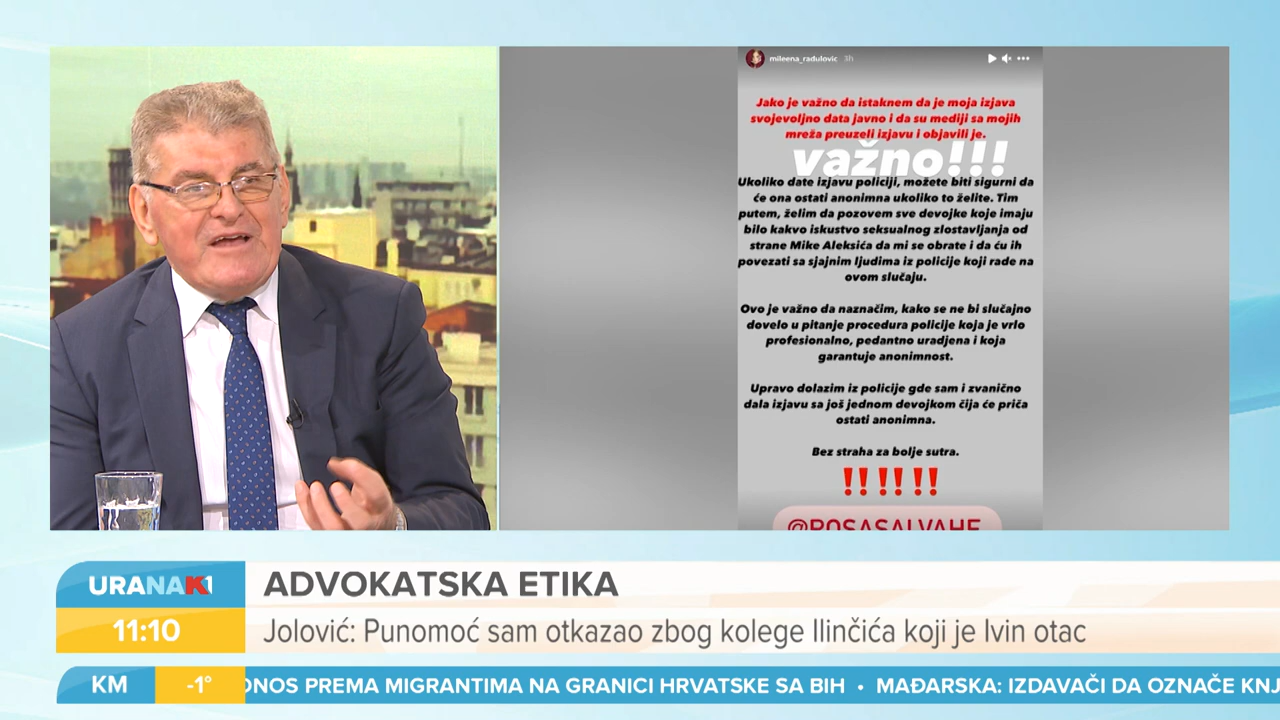 mileena_radulovic 3h
Jako je važno da istaknem da je moja izjava
svojevoljno data javno i da su mediji sa mojih
mreža preuzeli izjavu i objavili je.
važno!!!
Ukoliko date izjavu policiji, možete biti sigurni da
će ona ostati anonimna ukoliko to želite. Tim
putem, želim da pozovem sve devojke koje imaju
bilo kakvo iskustvo seksualnog zlostavljanja od
strane Mike Aleksića da mi se obrate i da ću ih
povezati sa sjajnim ljudima iz policije koji rade na
ovom slučaju.
Ovo je važno da naznačim, kako se ne bi slučajno
dovelo u pitanje procedura policije koja je vrlo
profesionalno, pedantno uradjena i koja
garantuje anonimnost.
Upravo dolazim iz policije gde sam i zvanično
dala izjavu sa još jednom devojkom čija će priča
ostati anonimna.
Bez straha za bolje sutra.
‼️‼️‼️
@ROSASALVAHE
URANAK1
ADVOKATSKA ETIKA
11:10
Jolović: Punomoć sam otkazao zbog kolege Ilinčića koji je Ivin otac
KM -1° ODNOS PREMA MIGRANTIMA NA GRANICI HRVATSKE SA BIH • MAĐARSKA: IZDAVAČI DA OZNAČE KNJ